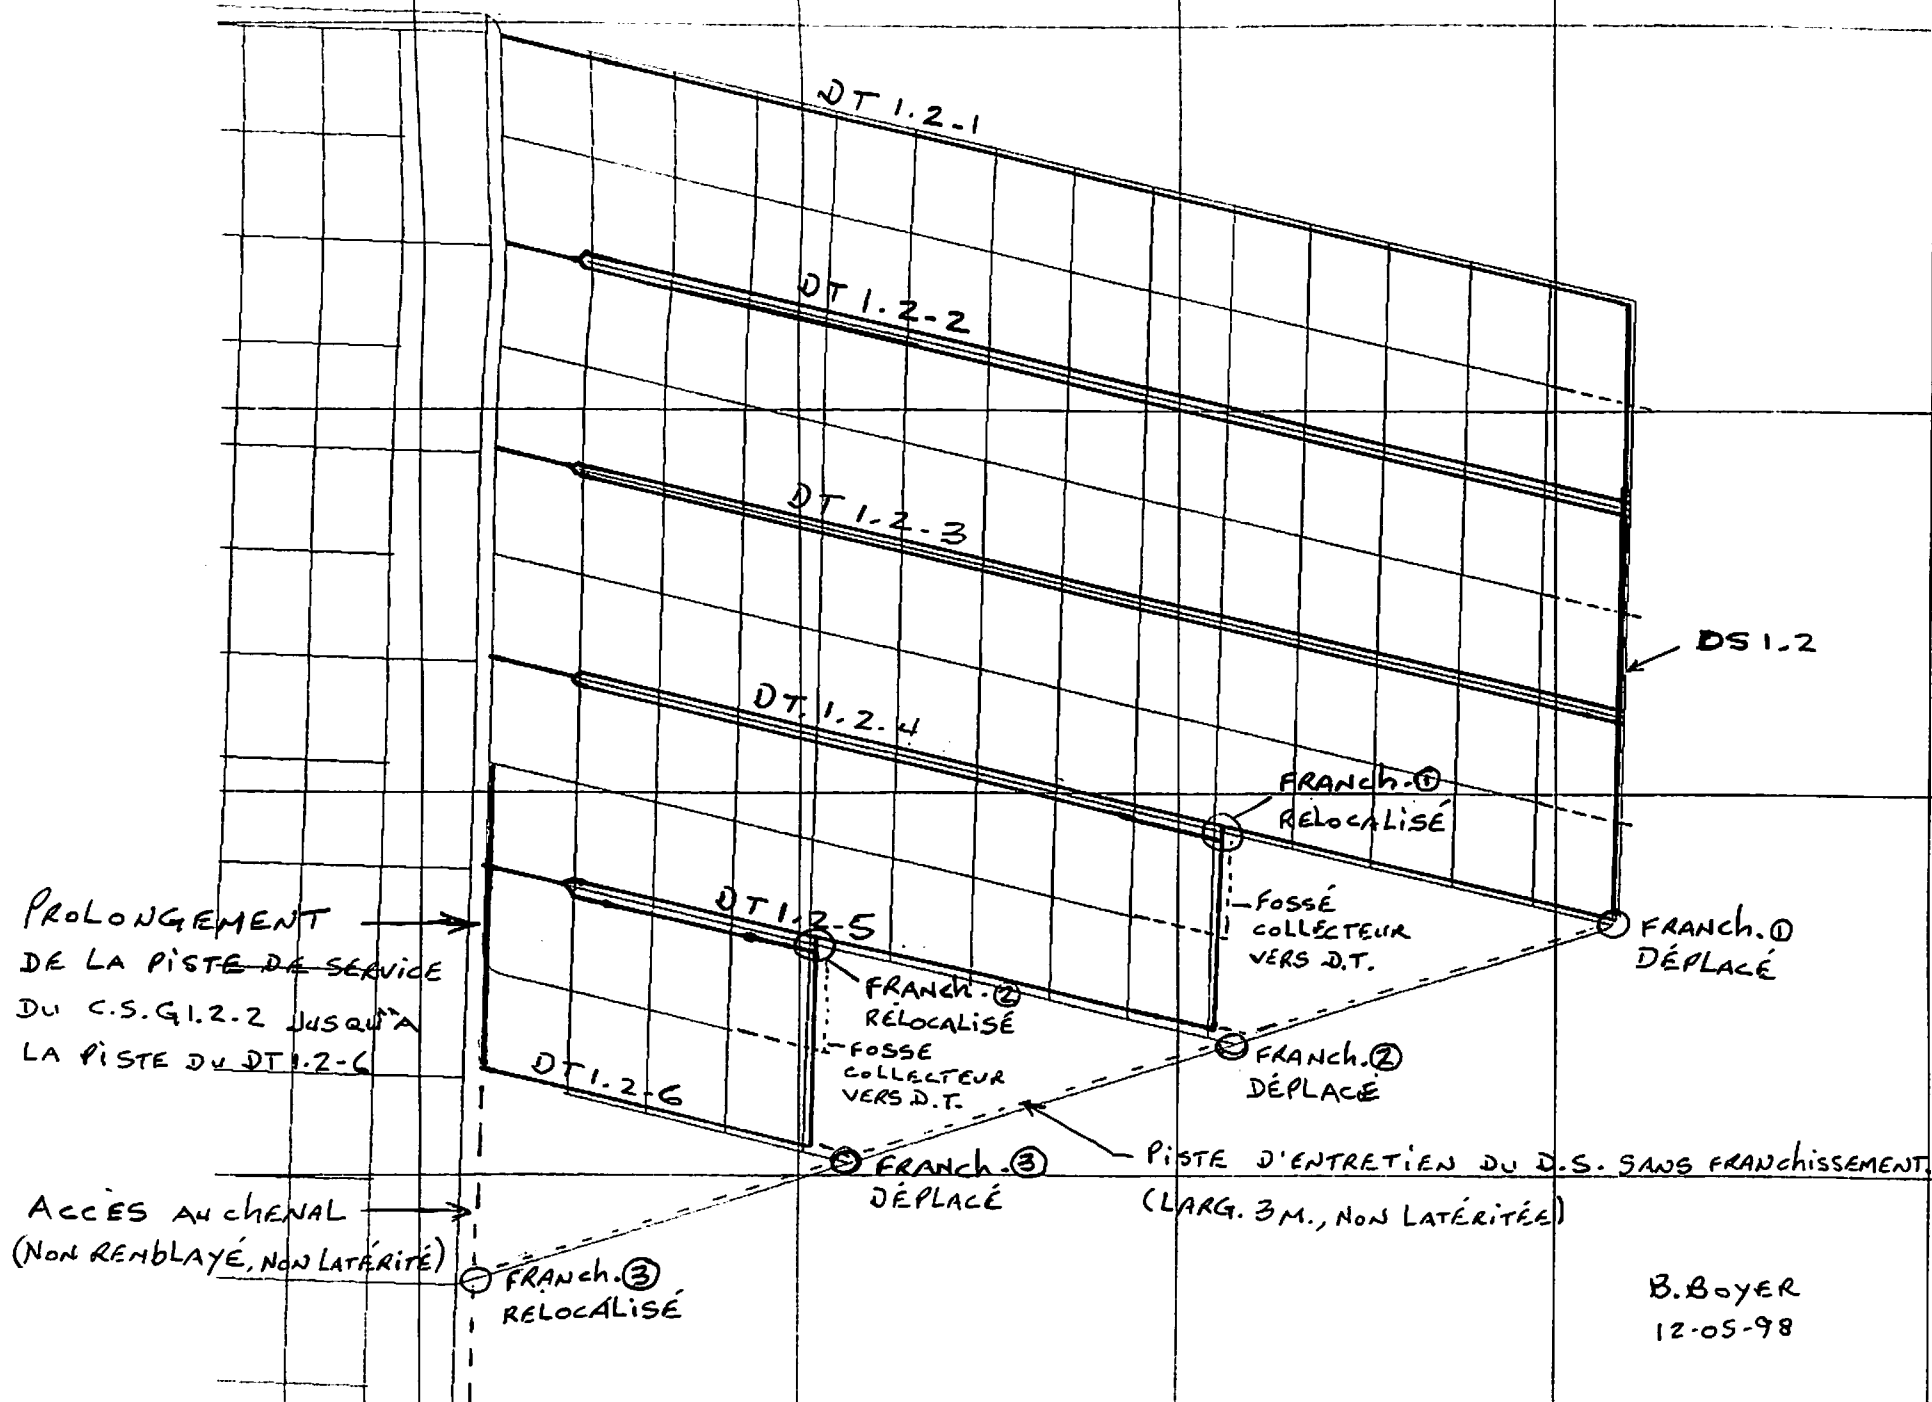 DT 1.2-1
DT 1.2-2
DT 1.2-3
DS 1.2
DT. 1.2-4
FRANCH. ①
RELOCALISÉ
DT 1.2-5
FOSSÉ
COLLECTEUR
VERS D.T.
FRANCH. ①
DÉPLACÉ
PROLONGEMENT
DE LA PISTE DE SERVICE
DU C.S.G1.2.2 JUSQU'À
LA PISTE DU DT 1.2-6
FRANCH. ②
RELOCALISÉ
FOSSE
COLLECTEUR
VERS D.T.
DT 1.2-6
FRANCH. ②
DÉPLACÉ
FRANCH. ③
DÉPLACÉ
PISTE D'ENTRETIEN DU D.S. SANS FRANCHISSEMENT.
(LARG. 3 M., NON LATÉRITÉE)
ACCÈS AU CHENAL
(NON REMBLAYÉ, NON LATÉRITÉ)
FRANCH. ③
RELOCALISÉ
B. BOYER
12-05-98